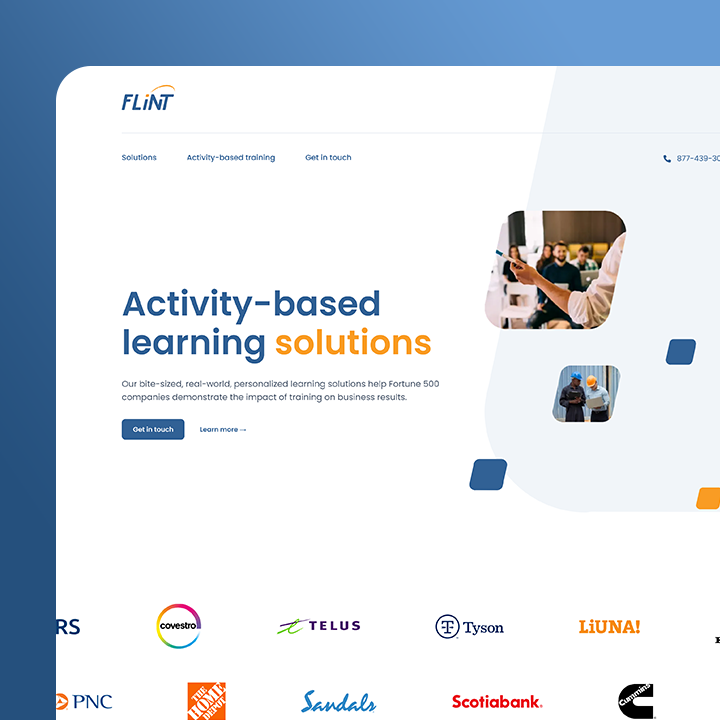 FLiNT
Solutions Activity-based training Get in touch 877-439-30
Activity-based
learning solutions
Our bite-sized, real-world, personalized learning solutions help Fortune 500
companies demonstrate the impact of training on business results.
Get in touch Learn more →
RS covestro TELUS T Tyson LiUNA!
PNC THE HOME DEPOT Sandals Scotiabank. Cummins